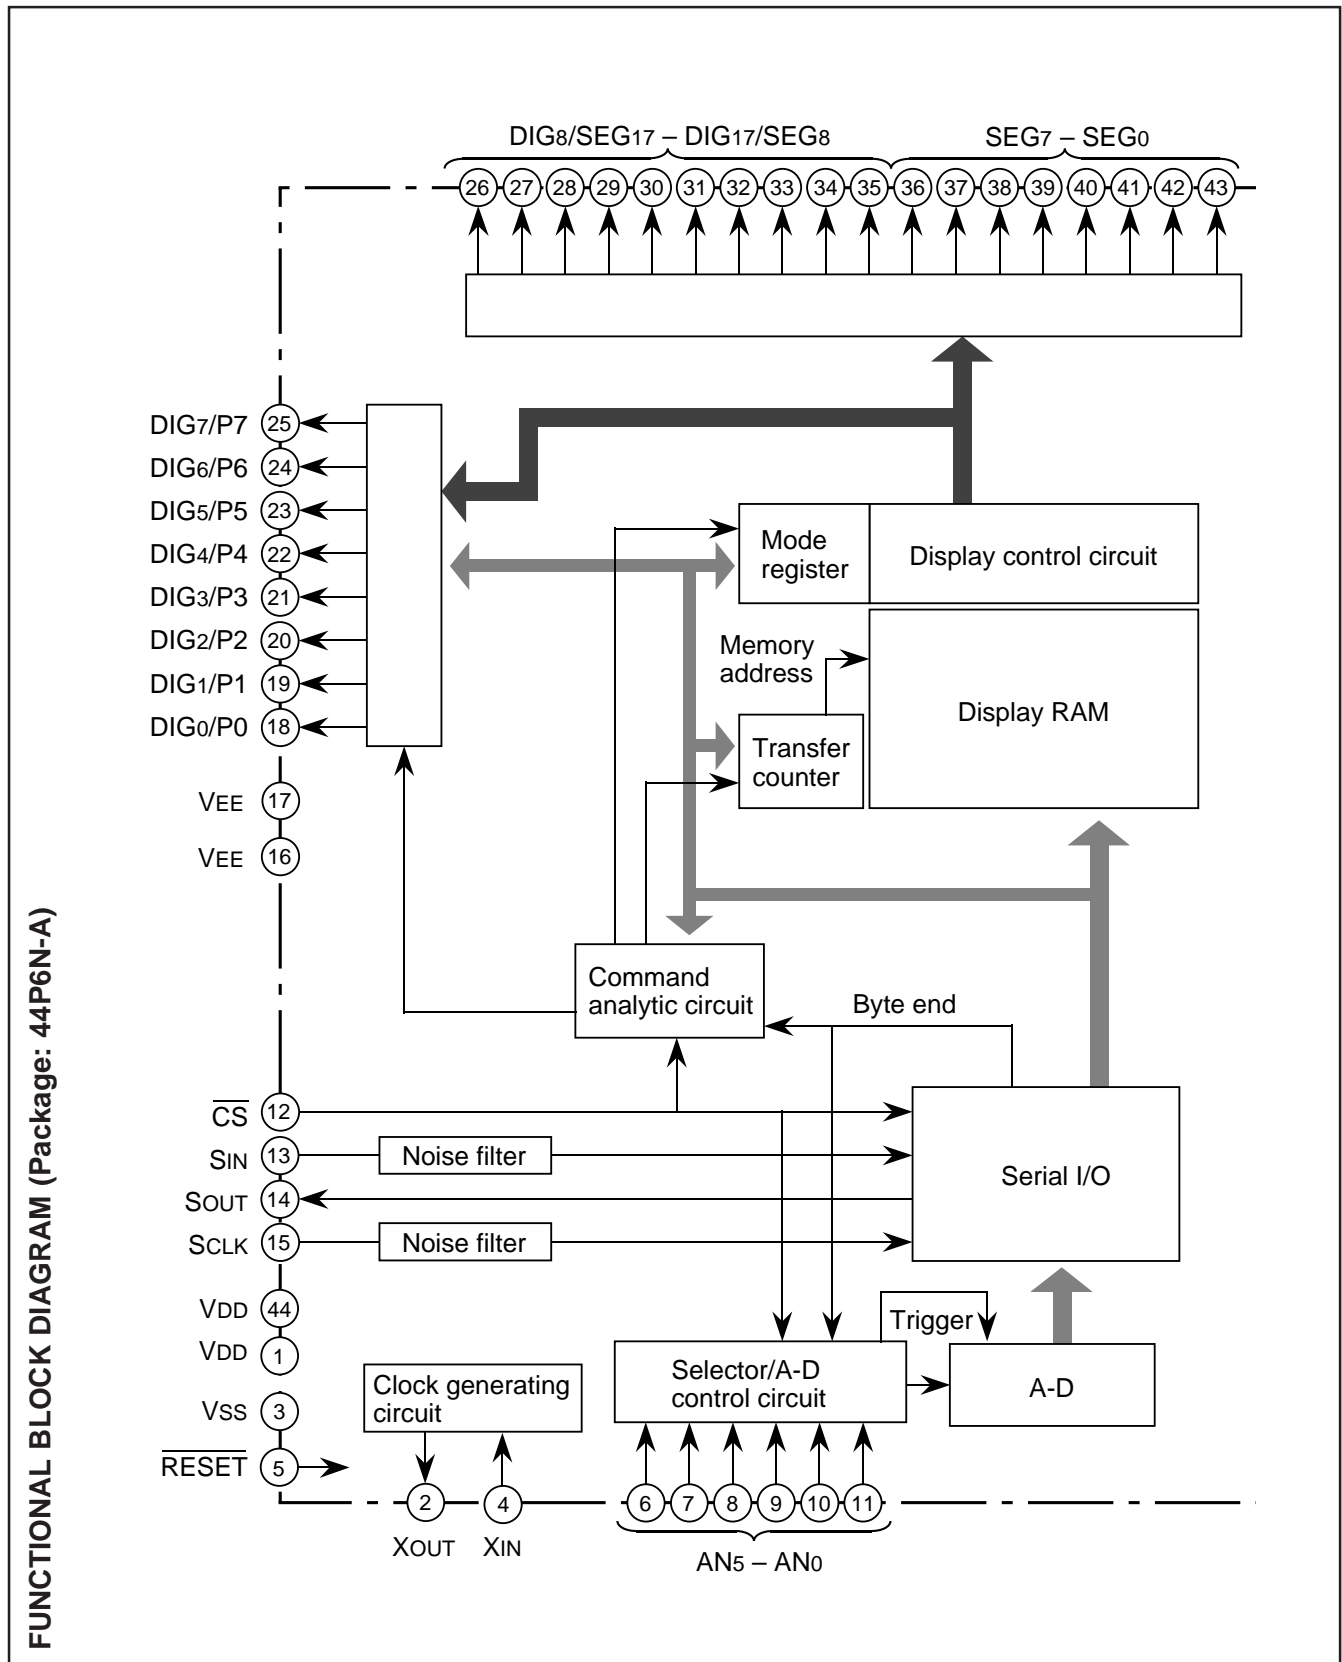 FUNCTIONAL BLOCK DIAGRAM (Package: 44P6N-A)
DIG8/SEG17 – DIG17/SEG8
SEG7 – SEG0
26 27 28 29 30 31 32 33 34 35 36 37 38 39 40 41 42 43
DIG7/P7 25
DIG6/P6 24
DIG5/P5 23
DIG4/P4 22
DIG3/P3 21
DIG2/P2 20
DIG1/P1 19
DIG0/P0 18
VEE 17
VEE 16
Mode
register
Display control circuit
Memory
address
Display RAM
Transfer
counter
Command
analytic circuit
Byte end
CS 12
SIN 13
Noise filter
SOUT 14
SCLK 15
Noise filter
Serial I/O
VDD 44
VDD 1
VSS 3
RESET 5
Clock generating
circuit
Selector/A-D
control circuit
Trigger
A-D
2 4 6 7 8 9 10 11
XOUT XIN
AN5 – AN0